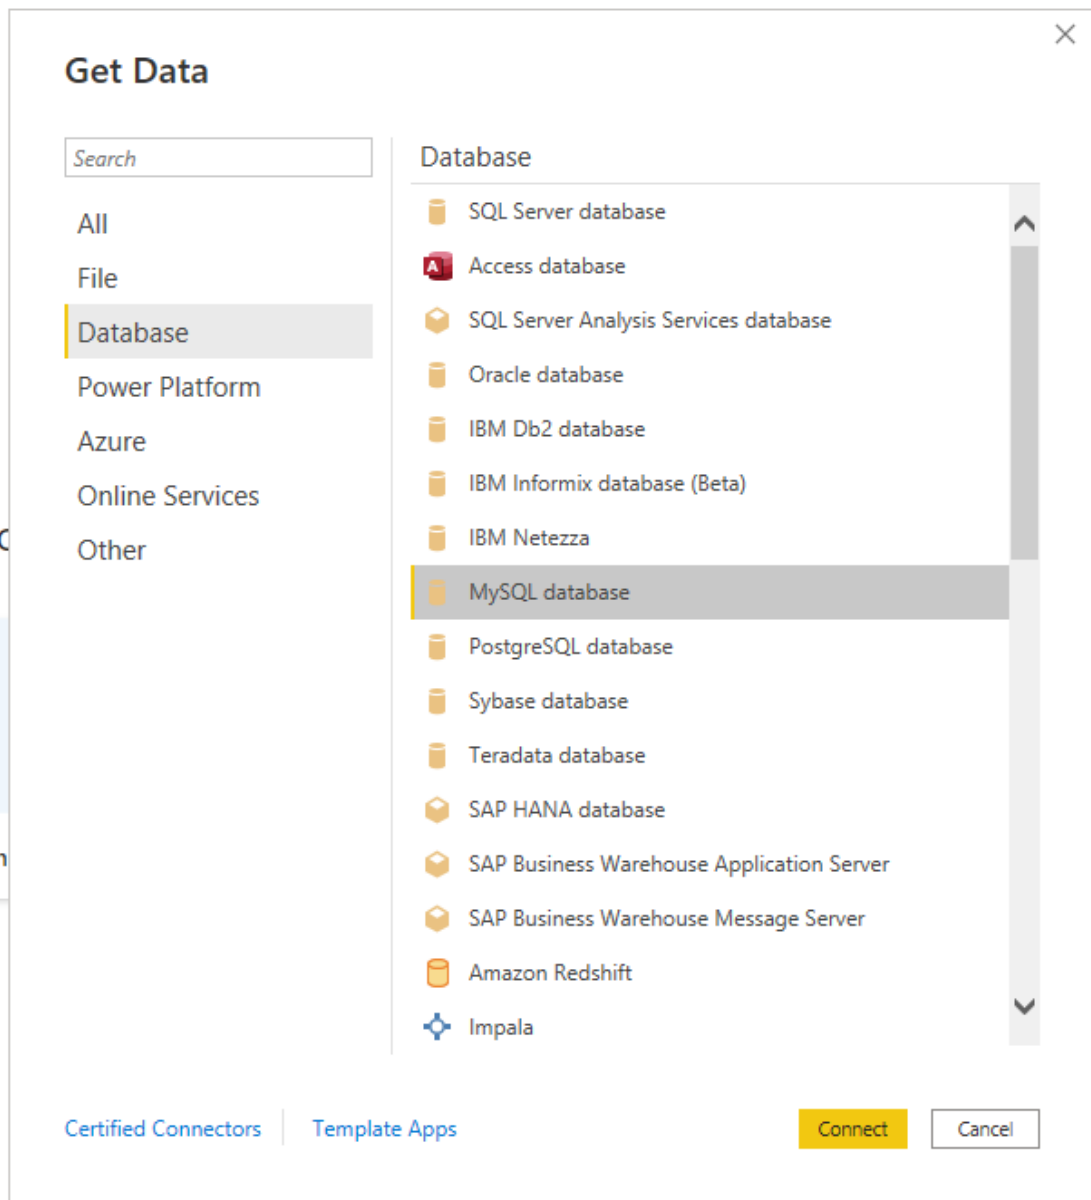 Get Data
Search
All
File
Database
Power Platform
Azure
Online Services
Other
Database
SQL Server database
Access database
SQL Server Analysis Services database
Oracle database
IBM Db2 database
IBM Informix database (Beta)
IBM Netezza
MySQL database
PostgreSQL database
Sybase database
Teradata database
SAP HANA database
SAP Business Warehouse Application Server
SAP Business Warehouse Message Server
Amazon Redshift
Impala
Certified Connectors
Template Apps
Connect
Cancel